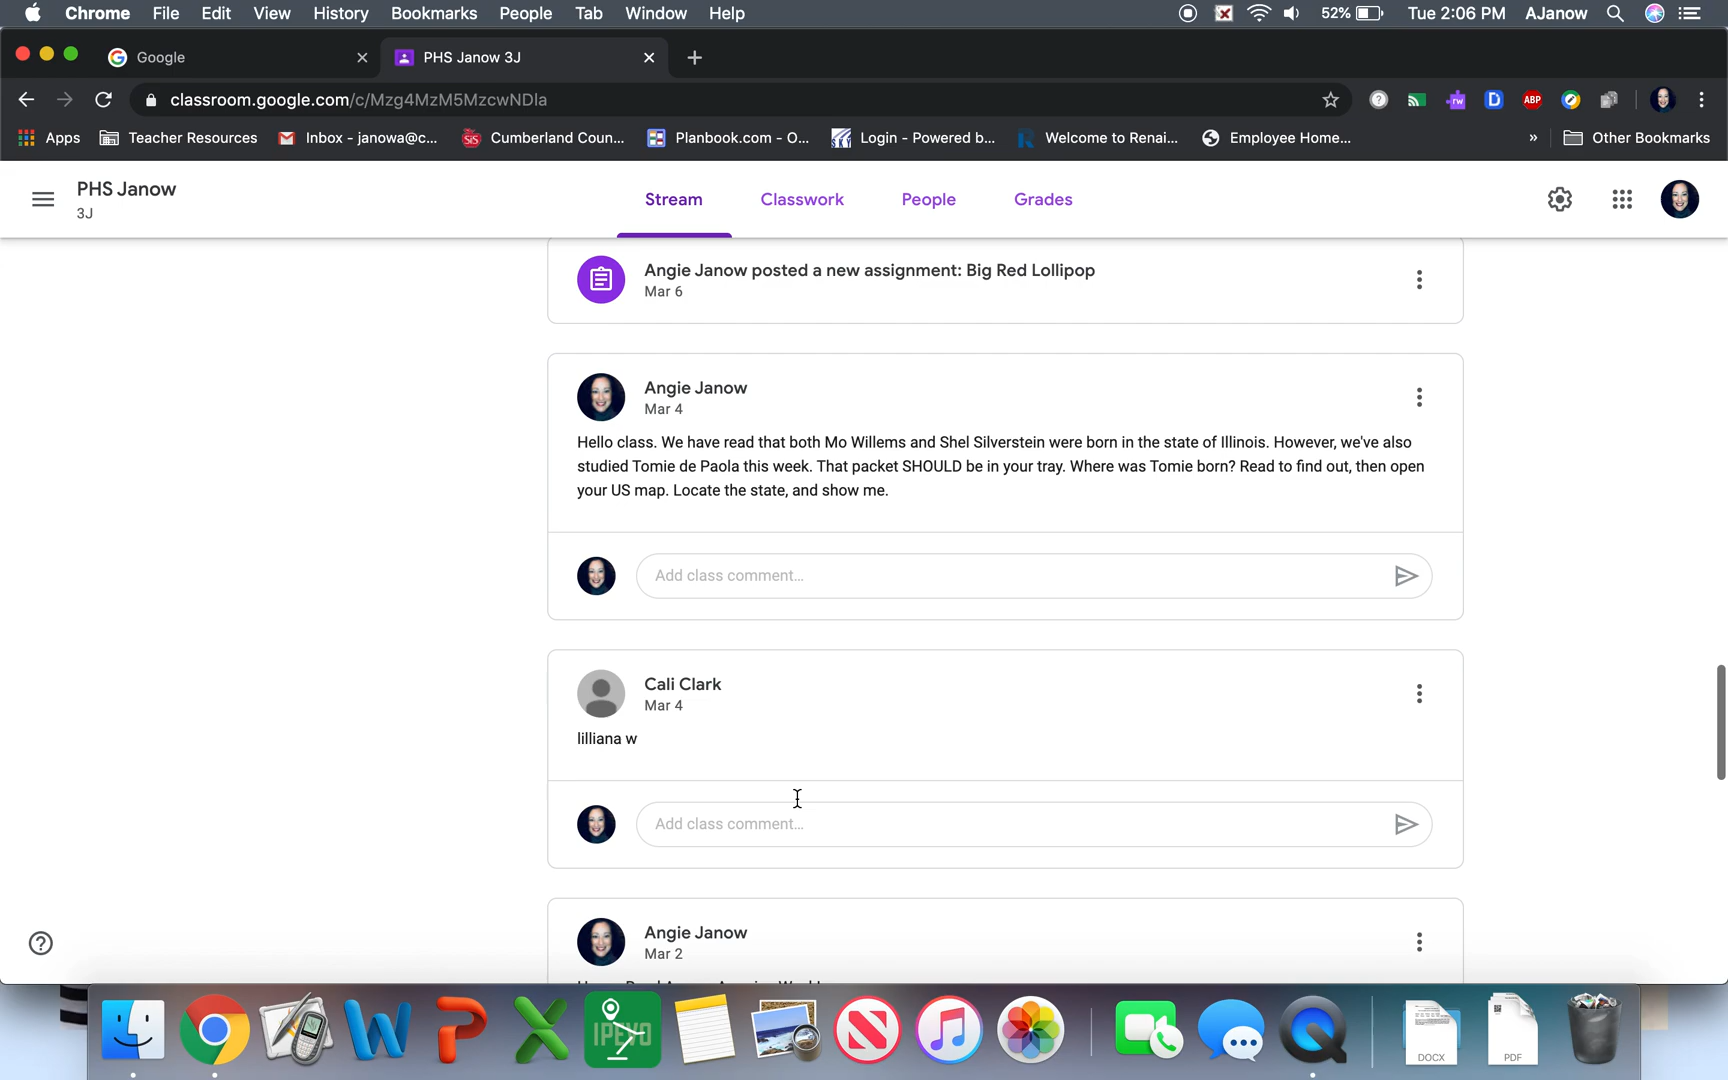 Chrome File Edit View History Bookmarks People Tab Window Help 52% Tue 2:06 PM AJanow
Google PHS Janow 3J
classroom.google.com/c/Mzg4MzM5MzcwNDla
rw D ABP
Apps Teacher Resources Inbox - janowa@c... SIS Cumberland Coun... Planbook.com - O... SKY Login - Powered b... R Welcome to Renai... Employee Home... » Other Bookmarks
PHS Janow
3J
Stream Classwork People Grades
Angie Janow posted a new assignment: Big Red Lollipop
Mar 6
Angie Janow
Mar 4
Hello class. We have read that both Mo Willems and Shel Silverstein were born in the state of Illinois. However, we've also
studied Tomie de Paola this week. That packet SHOULD be in your tray. Where was Tomie born? Read to find out, then open
your US map. Locate the state, and show me.
Add class comment...
Cali Clark
Mar 4
lilliana w
Add class comment...
Angie Janow
Mar 2
IPEVO
DOCX PDF